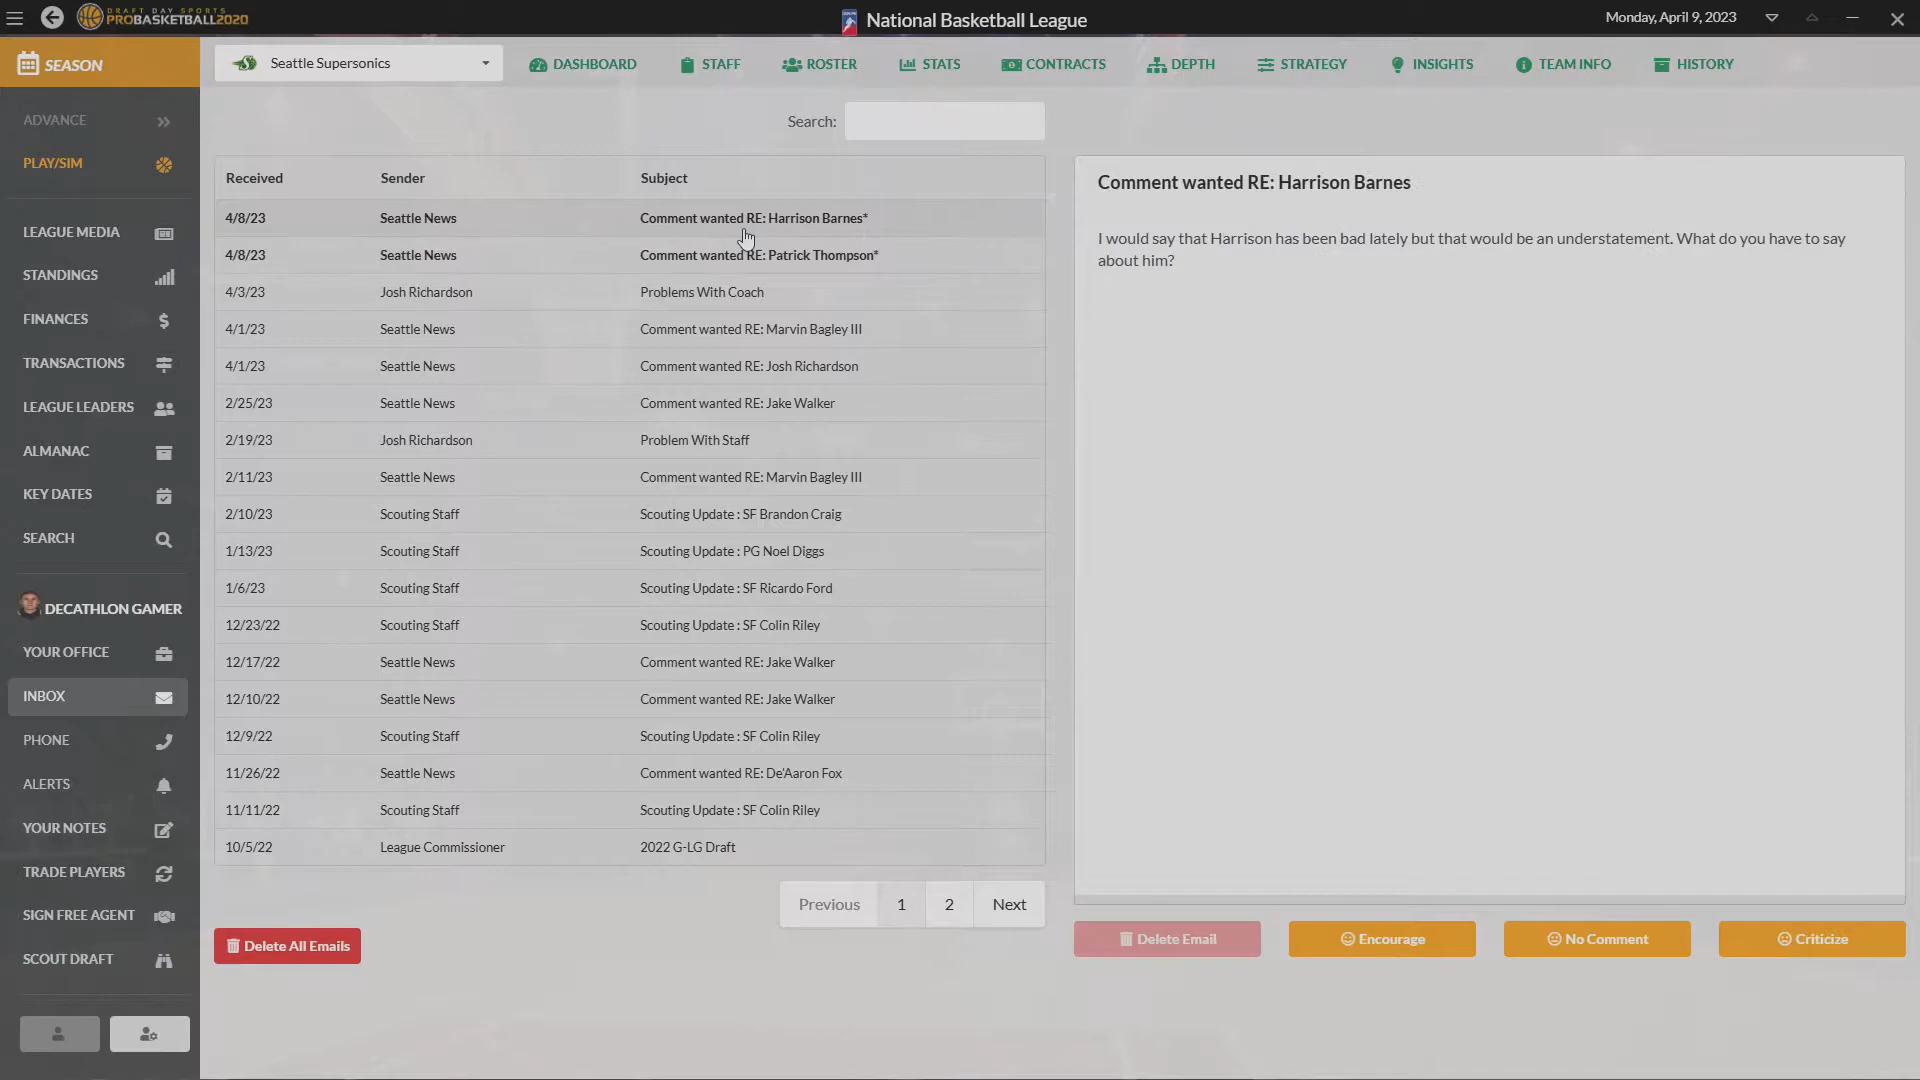 DRAFT DAY SPORTS
PROBASKETBALL2020
National Basketball League
Monday, April 9, 2023
SEASON
Seattle Supersonics
DASHBOARD
STAFF
ROSTER
STATS
CONTRACTS
DEPTH
STRATEGY
INSIGHTS
TEAM INFO
HISTORY
ADVANCE
PLAY/SIM
LEAGUE MEDIA
STANDINGS
FINANCES
TRANSACTIONS
LEAGUE LEADERS
ALMANAC
KEY DATES
SEARCH
DECATHLON GAMER
YOUR OFFICE
INBOX
PHONE
ALERTS
YOUR NOTES
TRADE PLAYERS
SIGN FREE AGENT
SCOUT DRAFT
Search:
Received Sender Subject
4/8/23 Seattle News Comment wanted RE: Harrison Barnes*
4/8/23 Seattle News Comment wanted RE: Patrick Thompson*
4/3/23 Josh Richardson Problems With Coach
4/1/23 Seattle News Comment wanted RE: Marvin Bagley III
4/1/23 Seattle News Comment wanted RE: Josh Richardson
2/25/23 Seattle News Comment wanted RE: Jake Walker
2/19/23 Josh Richardson Problem With Staff
2/11/23 Seattle News Comment wanted RE: Marvin Bagley III
2/10/23 Scouting Staff Scouting Update : SF Brandon Craig
1/13/23 Scouting Staff Scouting Update : PG Noel Diggs
1/6/23 Scouting Staff Scouting Update : SF Ricardo Ford
12/23/22 Scouting Staff Scouting Update : SF Colin Riley
12/17/22 Seattle News Comment wanted RE: Jake Walker
12/10/22 Seattle News Comment wanted RE: Jake Walker
12/9/22 Scouting Staff Scouting Update : SF Colin Riley
11/26/22 Seattle News Comment wanted RE: De'Aaron Fox
11/11/22 Scouting Staff Scouting Update : SF Colin Riley
10/5/22 League Commissioner 2022 G-LG Draft
Previous 1 2 Next
Delete All Emails
Comment wanted RE: Harrison Barnes
I would say that Harrison has been bad lately but that would be an understatement. What do you have to say
about him?
Delete Email
Encourage
No Comment
Criticize